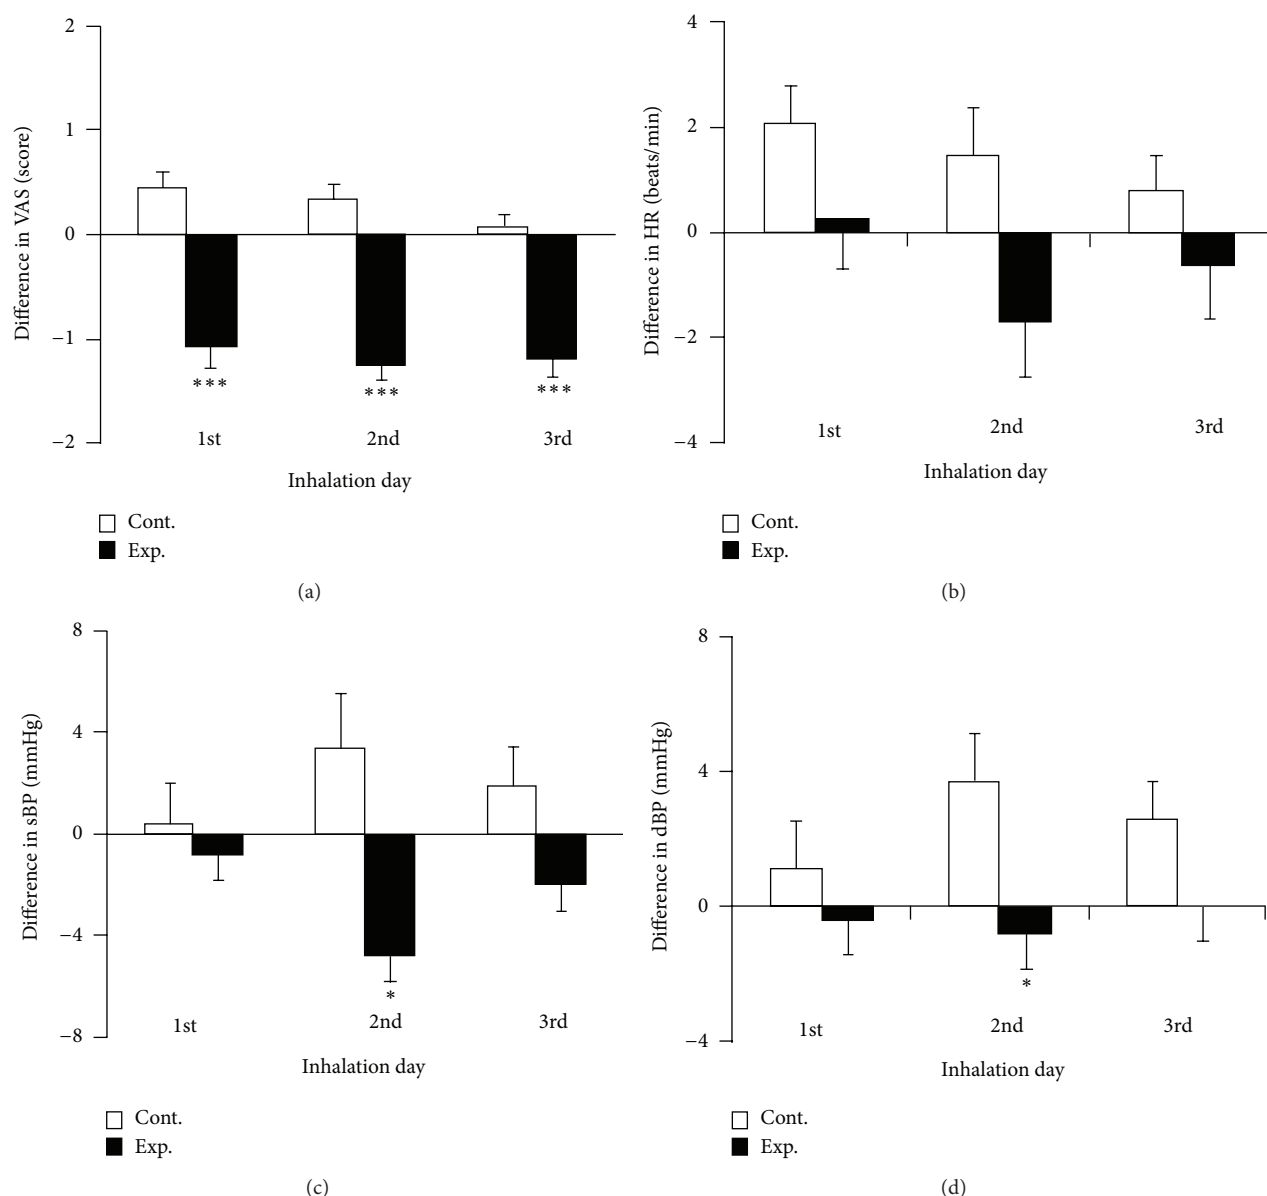 2
1
0
−1
−2
Difference in VAS (score)
***
***
***
1st
2nd
3rd
Inhalation day
Cont.
Exp.
(a)
4
2
0
−2
−4
Difference in HR (beats/min)
1st
2nd
3rd
Inhalation day
Cont.
Exp.
(b)
8
4
0
−4
−8
Difference in sBP (mmHg)
*
1st
2nd
3rd
Inhalation day
Cont.
Exp.
(c)
8
4
0
−4
Difference in dBP (mmHg)
*
1st
2nd
3rd
Inhalation day
Cont.
Exp.
(d)